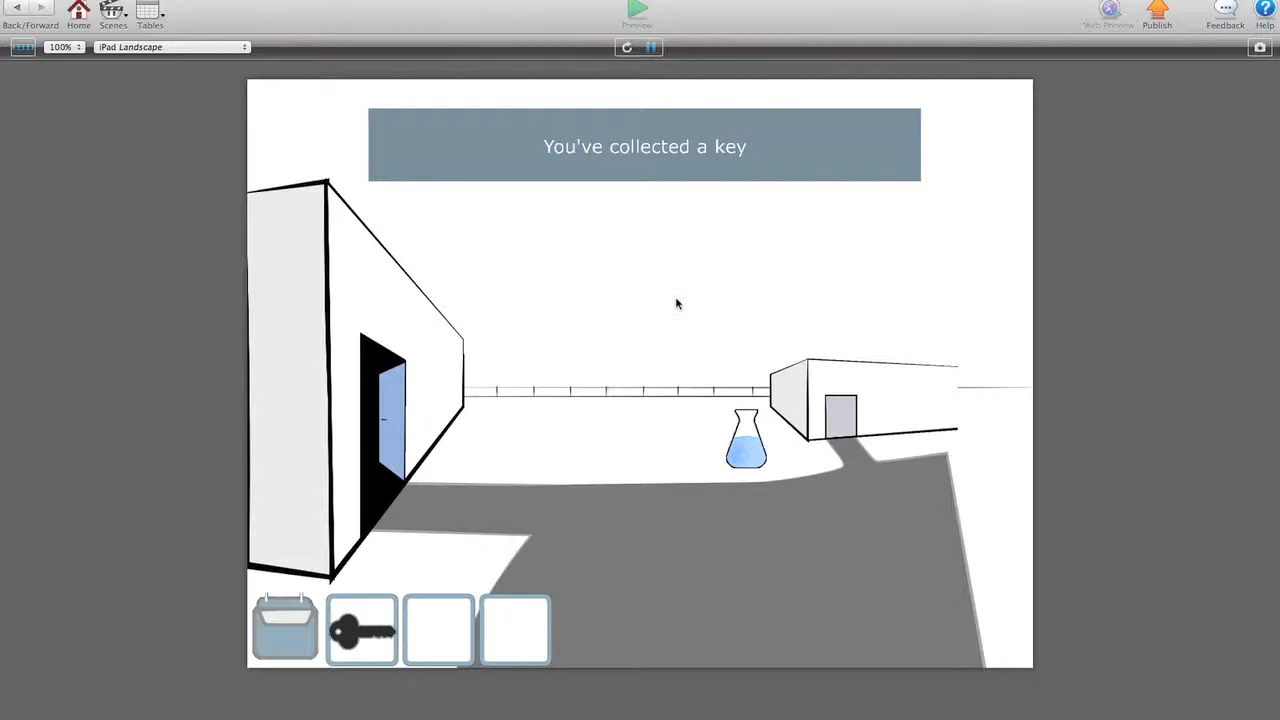 Back/Forward Home Scenes Tables Preview Web Preview Publish Feedback Help
100% iPad Landscape
You've collected a key